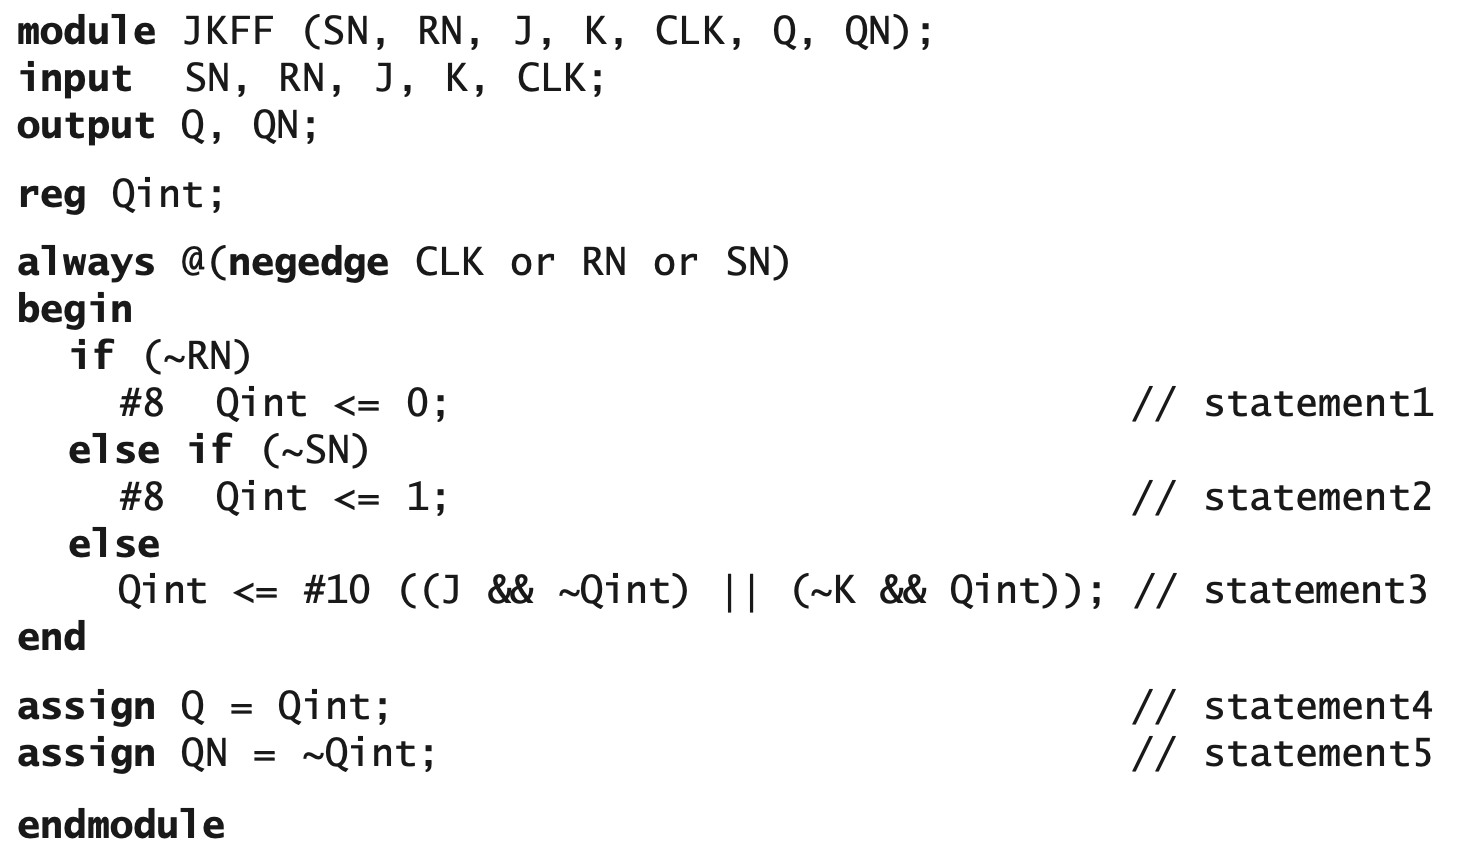 module JKFF (SN, RN, J, K, CLK, Q, QN);
input  SN, RN, J, K, CLK;
output Q, QN;
reg Qint;
always @(negedge CLK or RN or SN)
begin
  if (~RN)
    #8  Qint <= 0; // statement1
  else if (~SN)
    #8  Qint <= 1; // statement2
  else
    Qint <= #10 ((J && ~Qint) || (~K && Qint)); // statement3
end
assign Q = Qint; // statement4
assign QN = ~Qint; // statement5
endmodule